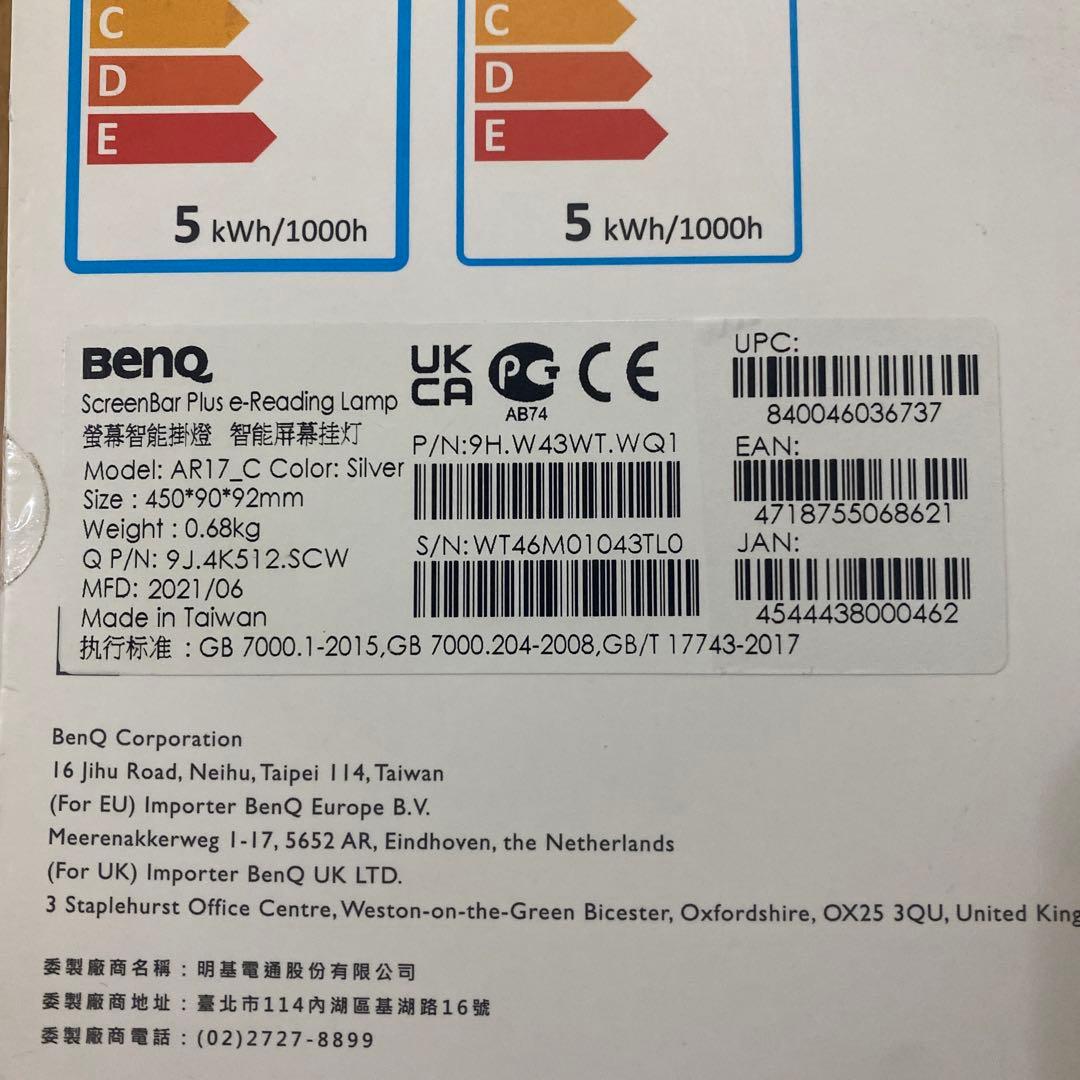 C
D
E
5 kWh/1000h
C
D
E
5 kWh/1000h
BenQ
ScreenBar Plus e-Reading Lamp
螢幕智能掛燈 智能屏幕挂灯
Model: AR17_C Color: Silver
Size : 450*90*92mm
Weight : 0.68kg
Q P/N: 9J.4K512.SCW
MFD: 2021/06
Made in Taiwan
UK
CA
PCT
CE
AB74
P/N:9H.W43WT.WQ1
S/N:WT46M01043TL0
UPC:
840046036737
EAN:
4718755068621
JAN:
4544438000462
执行标准 : GB 7000.1-2015,GB 7000.204-2008,GB/T 17743-2017
BenQ Corporation
16 Jihu Road, Neihu, Taipei 114, Taiwan
(For EU) Importer BenQ Europe B.V.
Meerenakkerweg 1-17, 5652 AR, Eindhoven, the Netherlands
(For UK) Importer BenQ UK LTD.
3 Staplehurst Office Centre, Weston-on-the-Green Bicester, Oxfordshire, OX25 3QU, United King
委製廠商名稱：明基電通股份有限公司
委製廠商地址：臺北市114內湖區基湖路16號
委製廠商電話：(02)2727-8899